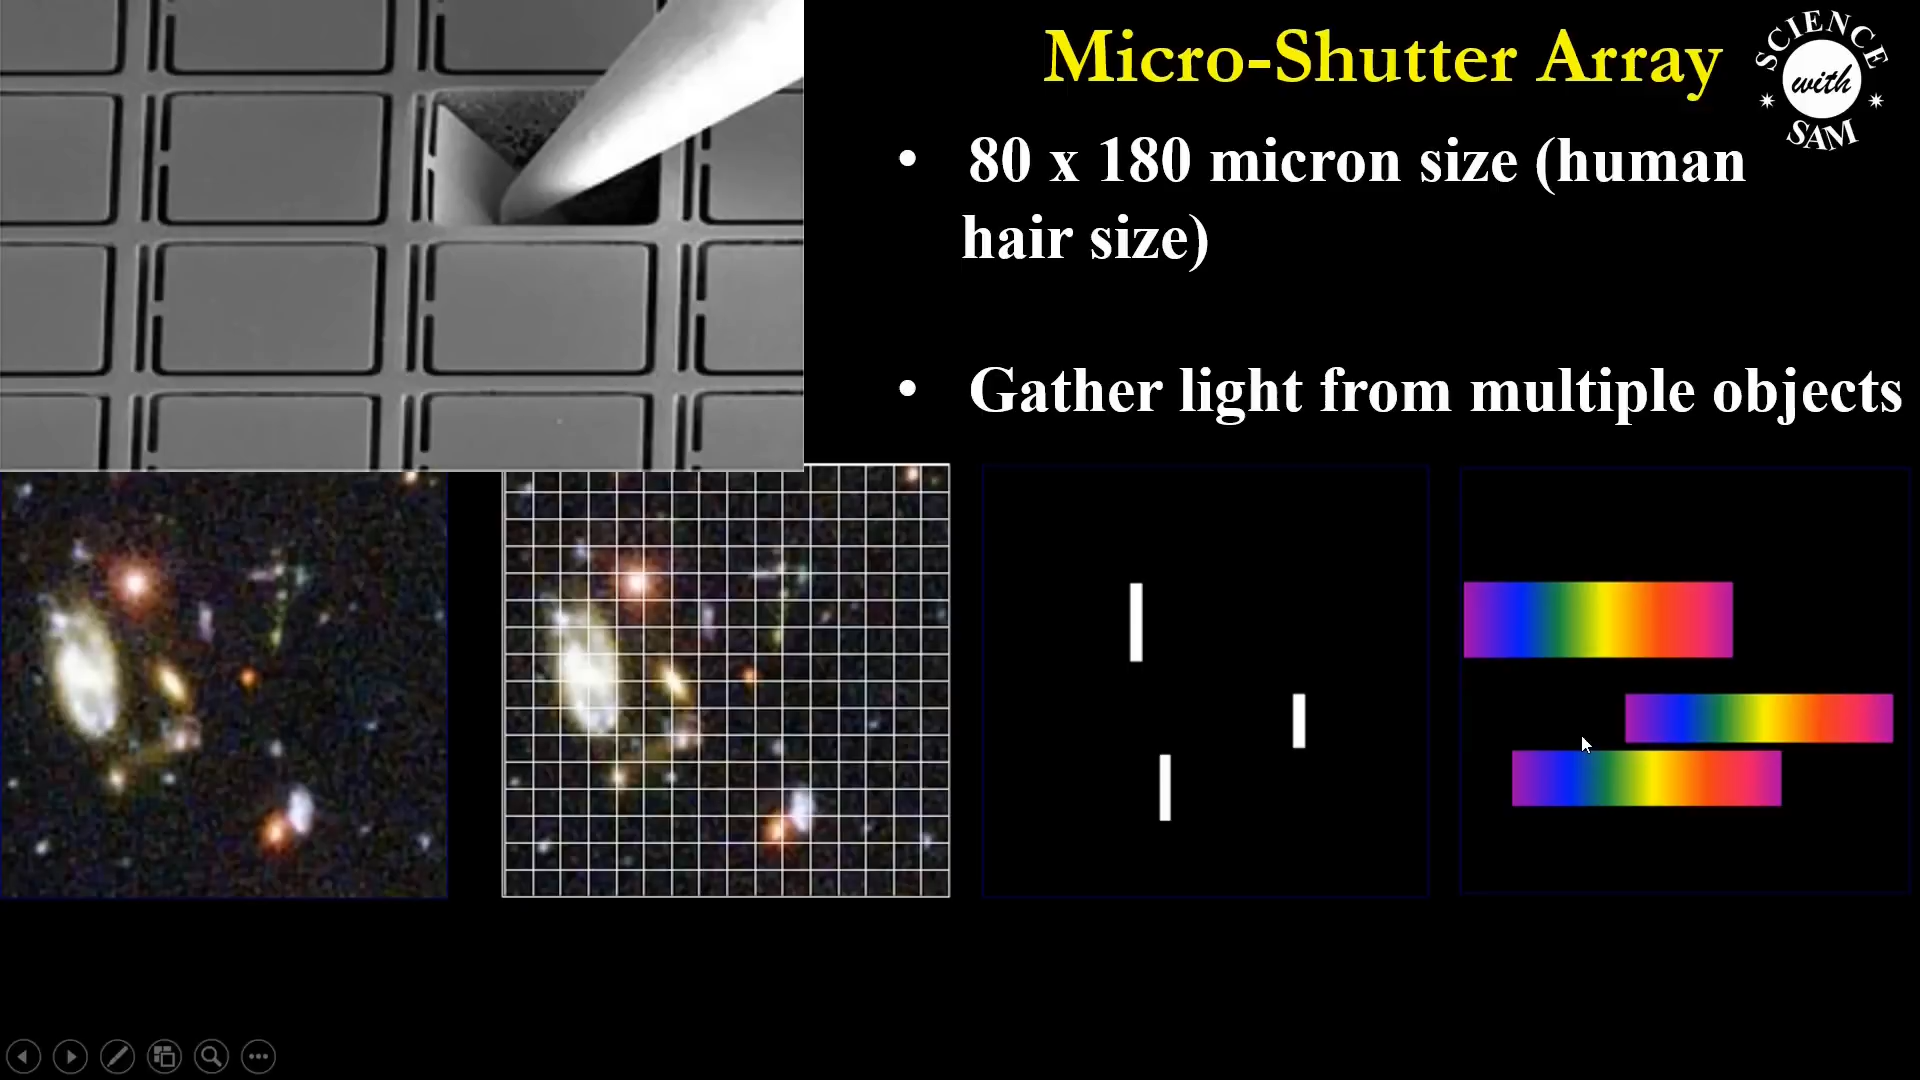 Micro-Shutter Array
SCIENCE
with
SAM
• 80 x 180 micron size (human
hair size)
• Gather light from multiple objects